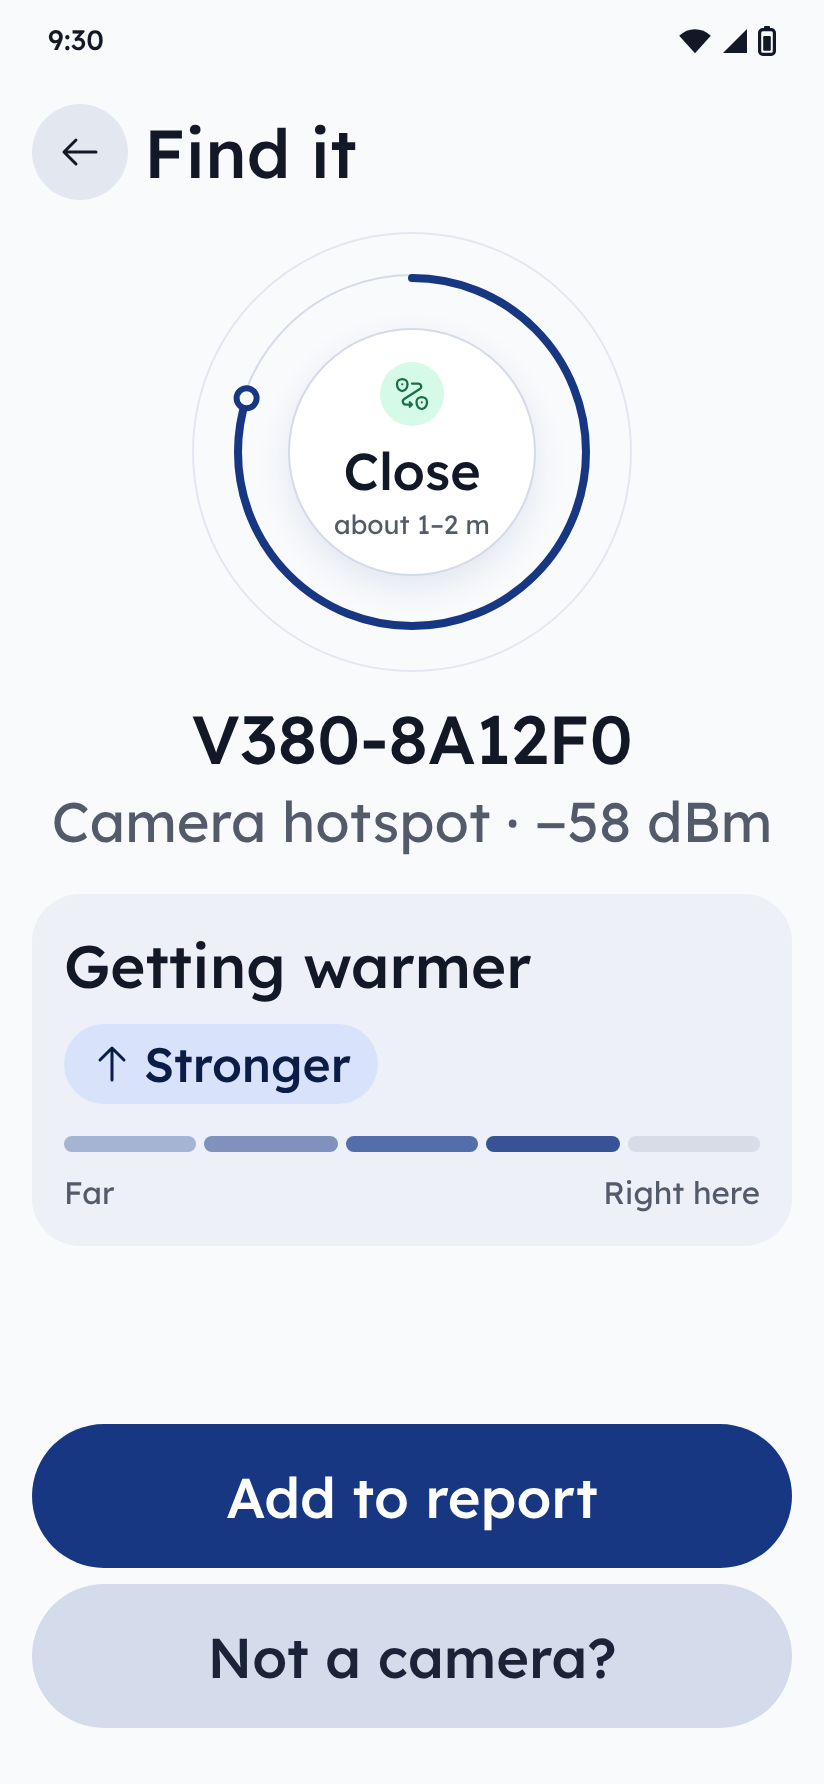 9:30
Find it
Close
about 1–2 m
V380-8A12F0
Camera hotspot · −58 dBm
Getting warmer
↑ Stronger
Far
Right here
Add to report
Not a camera?